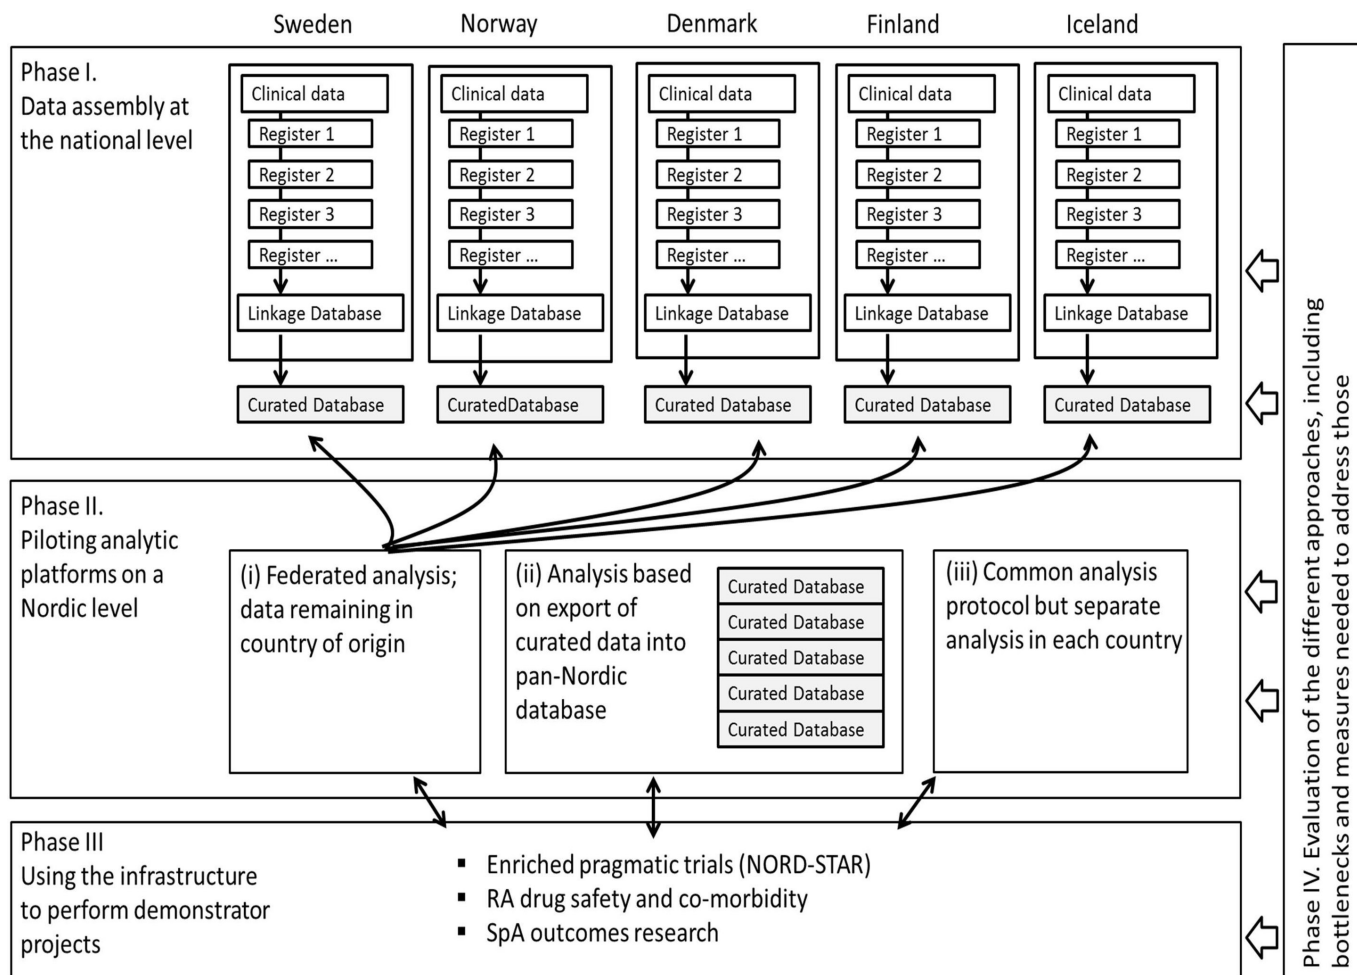 Sweden Norway Denmark Finland Iceland
Phase I.
Data assembly at
the national level
Clinical data
Register 1
Register 2
Register 3
Register ...
Linkage Database
Curated Database
Clinical data
Register 1
Register 2
Register 3
Register ...
Linkage Database
CuratedDatabase
Clinical data
Register 1
Register 2
Register 3
Register ...
Linkage Database
Curated Database
Clinical data
Register 1
Register 2
Register 3
Register ...
Linkage Database
Curated Database
Clinical data
Register 1
Register 2
Register 3
Register ...
Linkage Database
Curated Database
Phase II.
Piloting analytic
platforms on a
Nordic level
(i) Federated analysis;
data remaining in
country of origin
(ii) Analysis based
on export of
curated data into
pan-Nordic
database
Curated Database
Curated Database
Curated Database
Curated Database
Curated Database
(iii) Common analysis
protocol but separate
analysis in each country
Phase III
Using the infrastructure
to perform demonstrator
projects
▪ Enriched pragmatic trials (NORD-STAR)
▪ RA drug safety and co-morbidity
▪ SpA outcomes research
Phase IV. Evaluation of the different approaches, including
bottlenecks and measures needed to address those